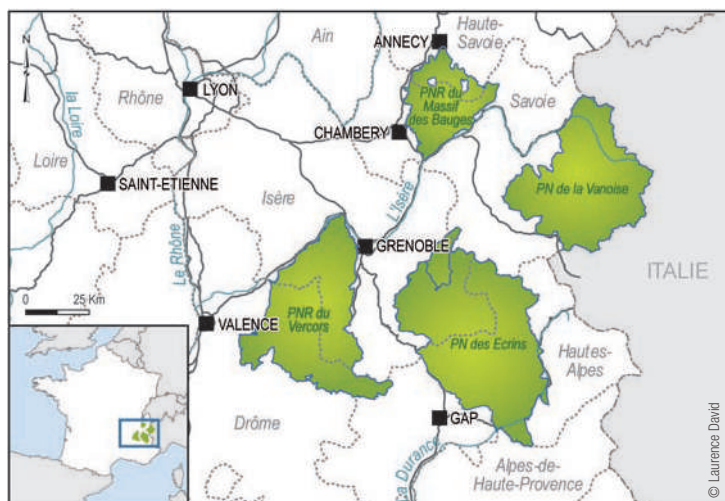 N
Ain
ANNECY
Haute-
Savoie
LYON
Rhône
la Loire
PNR du
Massif
des Bauges
Savoie
CHAMBERY
Loire
SAINT-ETIENNE
Isère
L'Isère
PN de la Vanoise
Le Rhône
GRENOBLE
ITALIE
0 25 Km
VALENCE
PNR du
Vercors
PN des Ecrins
Hautes-
Alpes
Drôme
GAP
La Durance
Alpes-de-
Haute-Provence
© Laurence David